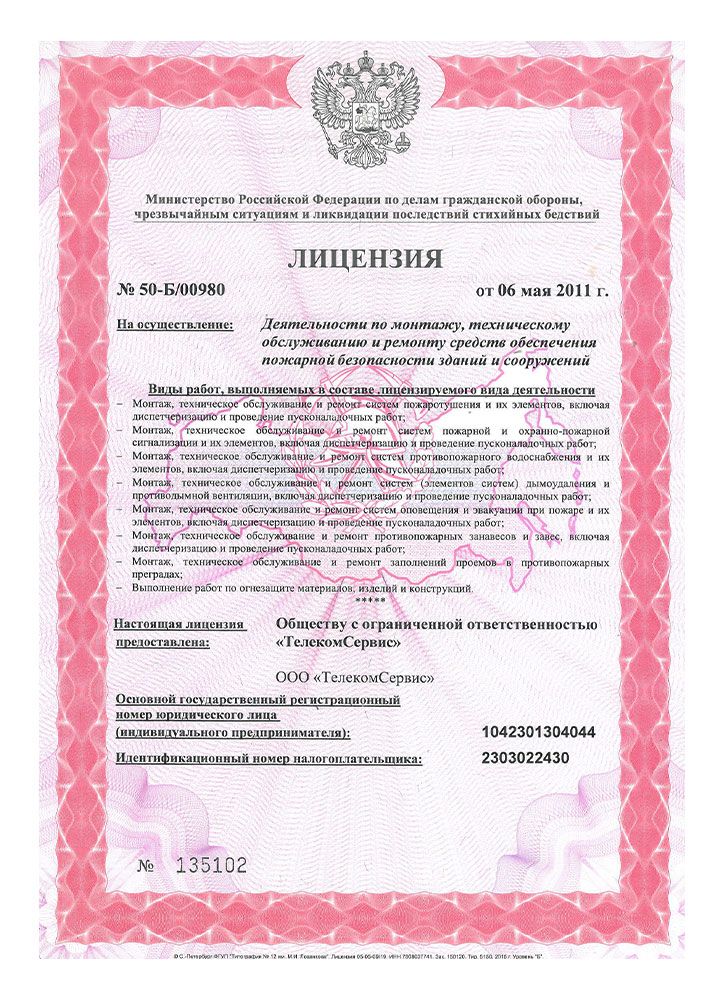 Министерство Российской Федерации по делам гражданской обороны,
чрезвычайным ситуациям и ликвидации последствий стихийных бедствий
ЛИЦЕНЗИЯ
№ 50-Б/00980 от 06 мая 2011 г.
На осуществление: Деятельности по монтажу, техническому
обслуживанию и ремонту средств обеспечения
пожарной безопасности зданий и сооружений
Виды работ, выполняемых в составе лицензируемого вида деятельности
– Монтаж, техническое обслуживание и ремонт систем пожаротушения и их элементов, включая
диспетчеризацию и проведение пусконаладочных работ;
– Монтаж, техническое обслуживание и ремонт систем пожарной и охранно-пожарной
сигнализации и их элементов, включая диспетчеризацию и проведение пусконаладочных работ;
– Монтаж, техническое обслуживание и ремонт систем противопожарного водоснабжения и их
элементов, включая диспетчеризацию и проведение пусконаладочных работ;
– Монтаж, техническое обслуживание и ремонт систем (элементов систем) дымоудаления и
противодымной вентиляции, включая диспетчеризацию и проведение пусконаладочных работ;
– Монтаж, техническое обслуживание и ремонт систем оповещения и эвакуации при пожаре и их
элементов, включая диспетчеризацию и проведение пусконаладочных работ;
– Монтаж, техническое обслуживание и ремонт противопожарных занавесов и завес, включая
диспетчеризацию и проведение пусконаладочных работ;
– Монтаж, техническое обслуживание и ремонт заполнений проемов в противопожарных
преградах;
– Выполнение работ по огнезащите материалов, изделий и конструкций.
*****
Настоящая лицензия Обществу с ограниченной ответственностью
предоставлена: «ТелекомСервис»
ООО «ТелекомСервис»
Основной государственный регистрационный
номер юридического лица
(индивидуального предпринимателя): 1042301304044
Идентификационный номер налогоплательщика: 2303022430
№ 135102
© С.-Петербург ФГУП "Типография № 12 им. М.И. Лоханкова". Лицензия